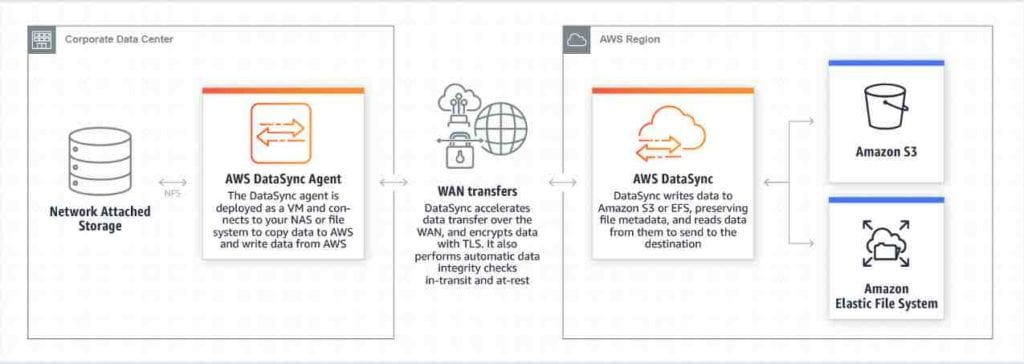 Corporate Data Center
Network Attached
Storage
NFS
AWS DataSync Agent
The DataSync agent is
deployed as a VM and con-
nects to your NAS or file
system to copy data to AWS
and write data from AWS
WAN transfers
DataSync accelerates
data transfer over the
WAN, and encrypts data
with TLS. It also
performs automatic data
integrity checks
in-transit and at-rest
AWS Region
AWS DataSync
DataSync writes data to
Amazon S3 or EFS, preserving
file metadata, and reads data
from them to send to the
destination
Amazon S3
Amazon
Elastic File System